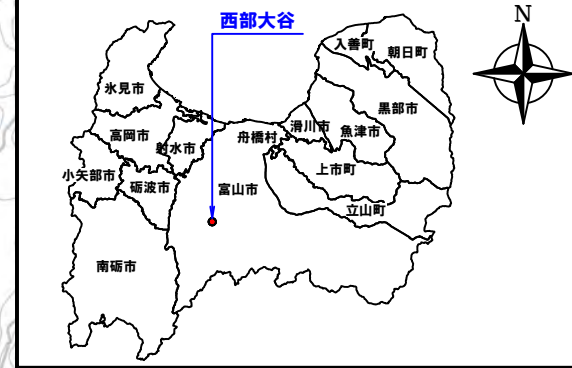 西部大谷
N
入善町
朝日町
氷見市
黒部市
滑川市
魚津市
高岡市
射水市
舟橋村
上市町
小矢部市
砺波市
富山市
立山町
南砺市